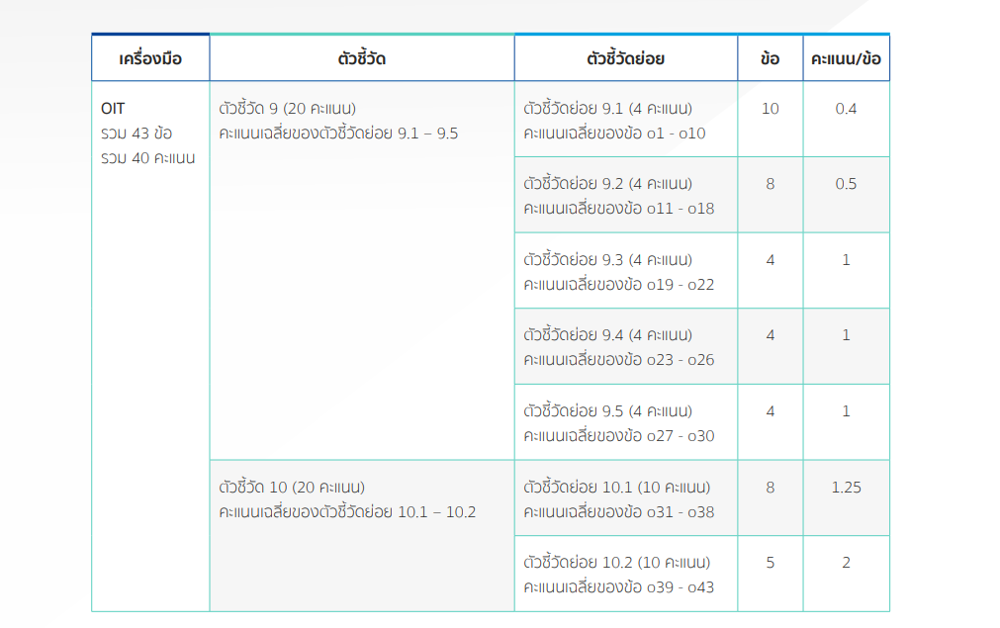 เครื่องมือ ตัวชี้วัด ตัวชี้วัดย่อย ข้อ คะแนน/ข้อ
OIT
รวม 43 ข้อ
รวม 40 คะแนน
ตัวชี้วัด 9 (20 คะแนน)
คะแนนเฉลี่ยของตัวชี้วัดย่อย 9.1 – 9.5
ตัวชี้วัดย่อย 9.1 (4 คะแนน) 10 0.4
คะแนนเฉลี่ยของข้อ o1 - o10
ตัวชี้วัดย่อย 9.2 (4 คะแนน) 8 0.5
คะแนนเฉลี่ยของข้อ o11 - o18
ตัวชี้วัดย่อย 9.3 (4 คะแนน) 4 1
คะแนนเฉลี่ยของข้อ o19 - o22
ตัวชี้วัดย่อย 9.4 (4 คะแนน) 4 1
คะแนนเฉลี่ยของข้อ o23 - o26
ตัวชี้วัดย่อย 9.5 (4 คะแนน) 4 1
คะแนนเฉลี่ยของข้อ o27 - o30
ตัวชี้วัด 10 (20 คะแนน)
คะแนนเฉลี่ยของตัวชี้วัดย่อย 10.1 – 10.2
ตัวชี้วัดย่อย 10.1 (10 คะแนน) 8 1.25
คะแนนเฉลี่ยของข้อ o31 - o38
ตัวชี้วัดย่อย 10.2 (10 คะแนน) 5 2
คะแนนเฉลี่ยของข้อ o39 - o43